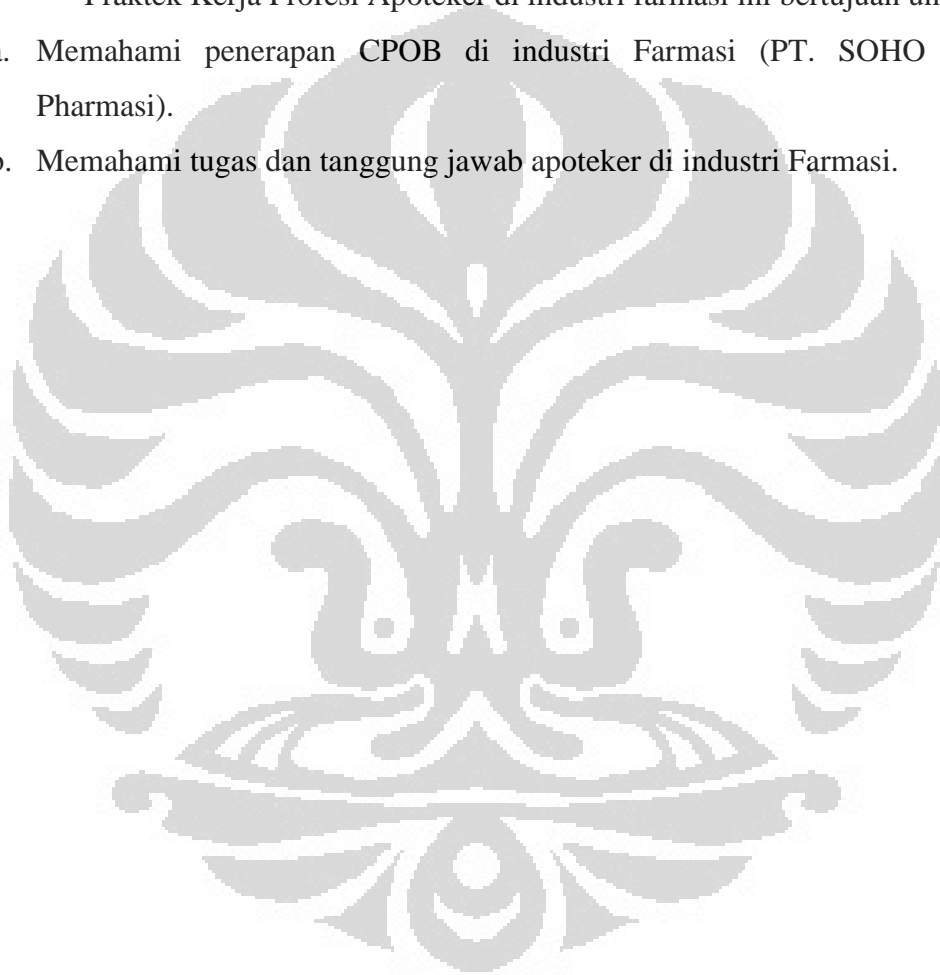 Praktek Kerja Profesi Apoteker di industri farmasi ini bertujuan
a. Memahami penerapan CPOB di industri Farmasi (PT. SOHO
Pharmasi).
b. Memahami tugas dan tanggung jawab apoteker di industri Farmasi.